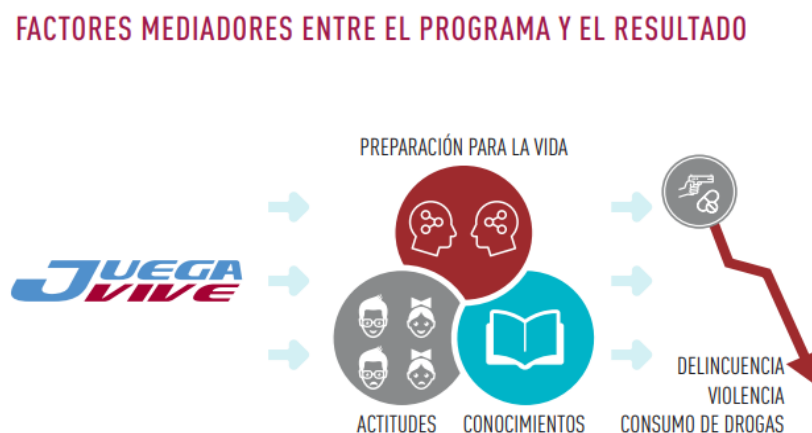 FACTORES MEDIADORES ENTRE EL PROGRAMA Y EL RESULTADO
PREPARACIÓN PARA LA VIDA
JUEGA
VIVE
ACTITUDES
CONOCIMIENTOS
DELINCUENCIA
VIOLENCIA
CONSUMO DE DROGAS